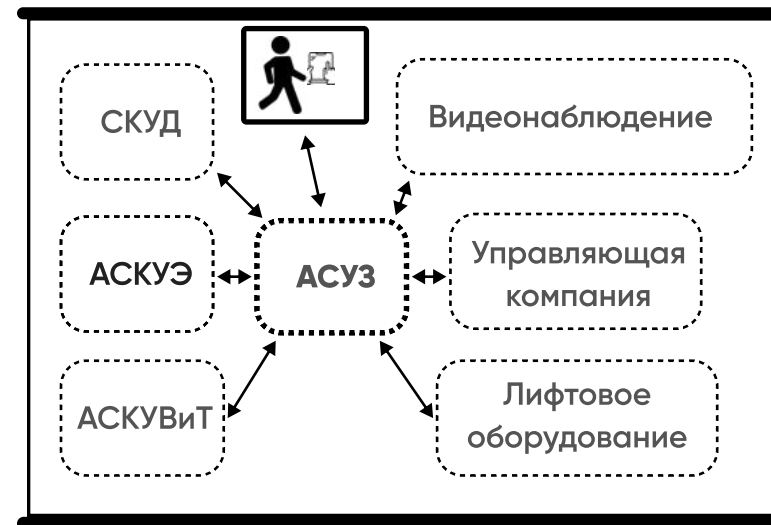 СКУД
Видеонаблюдение
АСКУЭ
АСУЗ
Управляющая
компания
АСКУВиТ
Лифтовое
оборудование